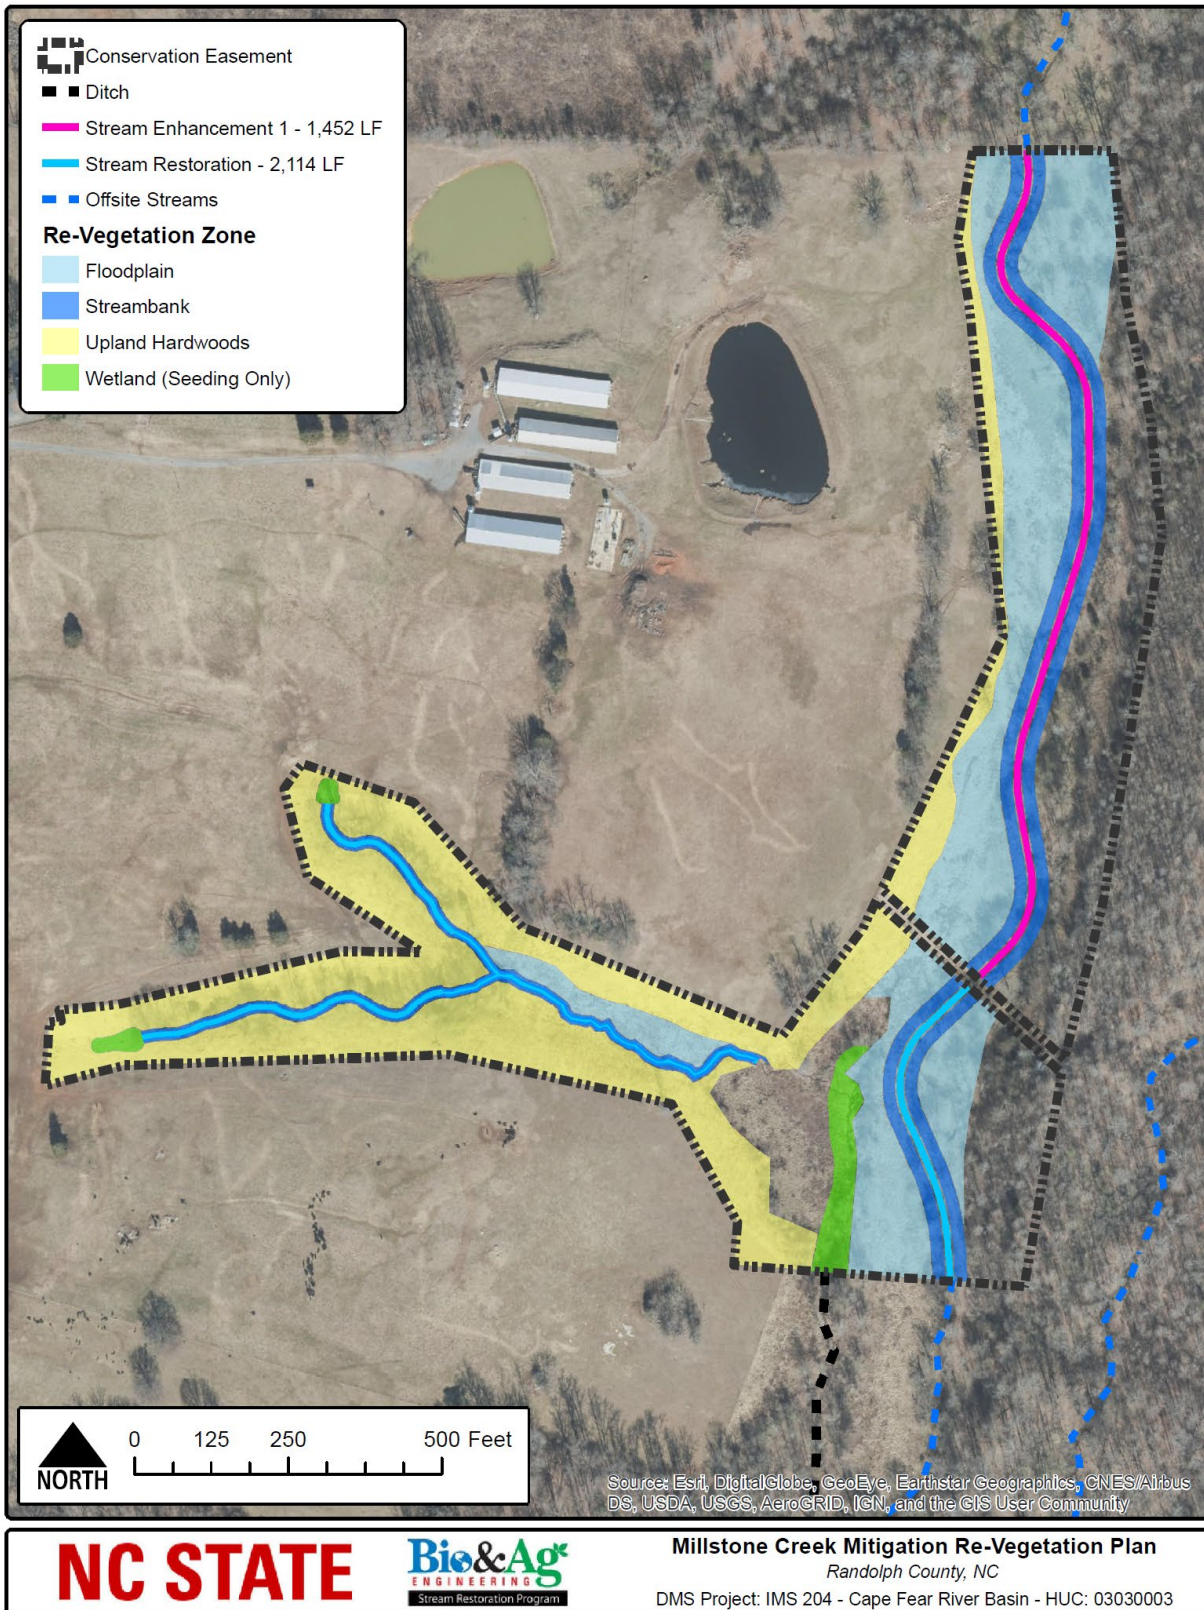 Conservation Easement
Ditch
Stream Enhancement 1 - 1,452 LF
Stream Restoration - 2,114 LF
Offsite Streams
Re-Vegetation Zone
Floodplain
Streambank
Upland Hardwoods
Wetland (Seeding Only)
NORTH
0 125 250 500 Feet
Source: Esri, DigitalGlobe, GeoEye, Earthstar Geographics, CNES/Airbus
DS, USDA, USGS, AeroGRID, IGN, and the GIS User Community
NC STATE
Bio&Ag
ENGINEERING
Stream Restoration Program
Millstone Creek Mitigation Re-Vegetation Plan
Randolph County, NC
DMS Project: IMS 204 - Cape Fear River Basin - HUC: 03030003